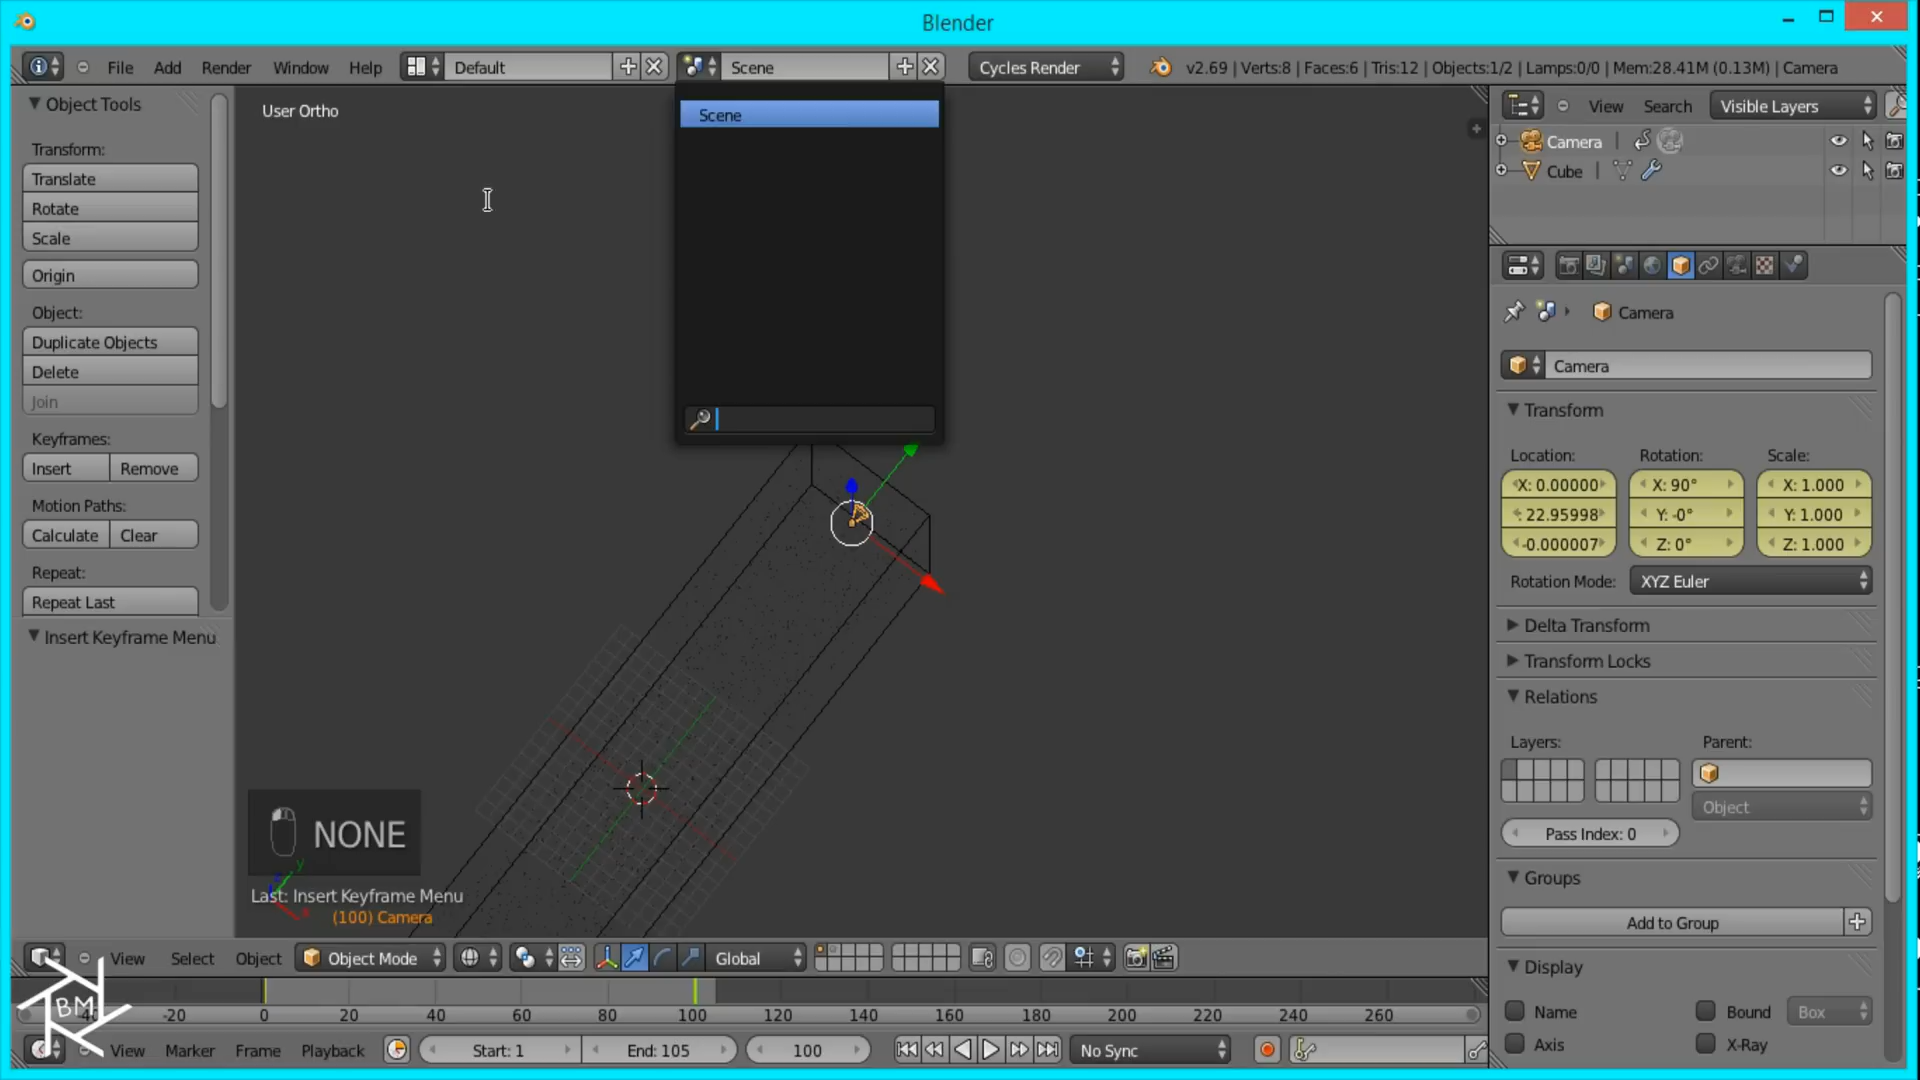 Blender
File Add Render Window Help Default Scene Cycles Render v2.69 | Verts:8 | Faces:6 | Tris:12 | Objects:1/2 | Lamps:0/0 | Mem:28.41M (0.13M) | Camera
Object Tools
Transform:
Translate
Rotate
Scale
Origin
Object:
Duplicate Objects
Delete
Join
Keyframes:
Insert Remove
Motion Paths:
Calculate Clear
Repeat:
Repeat Last
Insert Keyframe Menu
User Ortho
Scene
NONE
Last: Insert Keyframe Menu
(100) Camera
View Search Visible Layers
Camera
Cube
Camera
Camera
Transform
Location: Rotation: Scale:
X: 0.00000 X: 90° X: 1.000
: 22.95998 Y: -0° Y: 1.000
-0.000007 Z: 0° Z: 1.000
Rotation Mode: XYZ Euler
Delta Transform
Transform Locks
Relations
Layers: Parent:
Object
Pass Index: 0
Groups
Add to Group
Display
Name Bound Box
Axis X-Ray
View Select Object Object Mode Global
-40 -20 0 20 40 60 80 100 120 140 160 180 200 220 240 260
BM
View Marker Frame Playback Start: 1 End: 105 100 No Sync